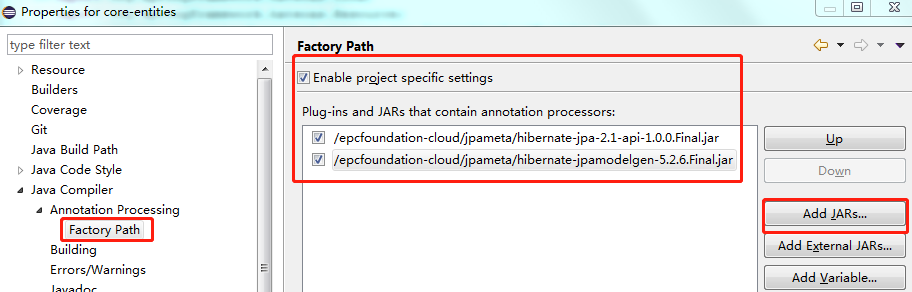 Properties for core-entities
type filter text
Resource
Builders
Coverage
Git
Java Build Path
Java Code Style
Java Compiler
Annotation Processing
Factory Path
Building
Errors/Warnings
Javadoc
Factory Path
Enable project specific settings
Plug-ins and JARs that contain annotation processors:
/epcfoundation-cloud/jpameta/hibernate-jpa-2.1-api-1.0.0.Final.jar
/epcfoundation-cloud/jpameta/hibernate-jpamodelgen-5.2.6.Final.jar
Up
Down
Add JARs...
Add External JARs...
Add Variable...